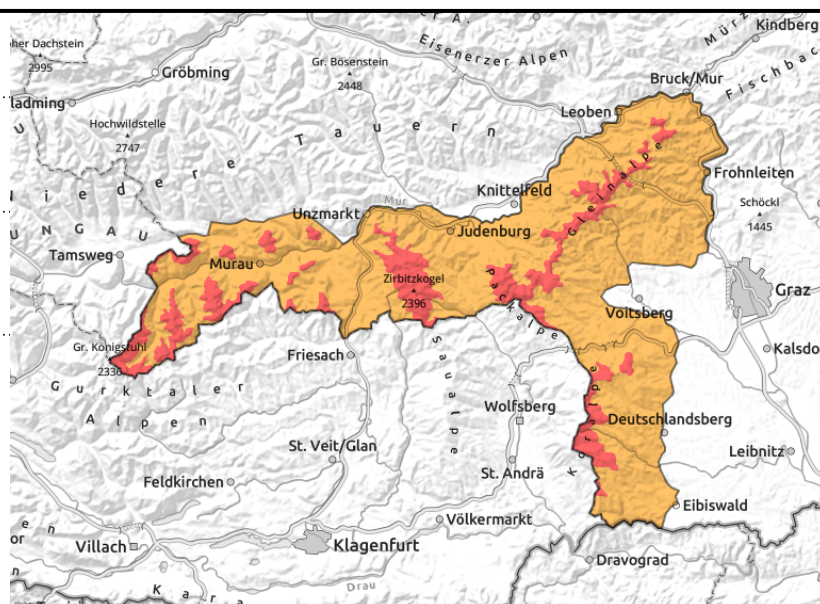 Kindberg
her Dachstein
2995
Eisenerzer Alpen
Gr. Bösenstein
2448
Gröbming
Bruck/Mur
Leoben
ladming
Hochwildstelle
2747
Niedere Tauern
Frohnleiten
Knittelfeld
Gleinalpe
Schöckl
1445
Unzmarkt
Mur
Judenburg
UNGAU
Tamsweg
Murau
Zirbitzkogel
2396
Packalpe
Graz
Voitsberg
Gr. Königstuhl
2336
Friesach
Kalsdo
Gurktaler
Alpen
Saualpe
Wolfsberg
Koralpe
Deutschlandsberg
St. Veit/Glan
Leibnitz
St. Andrä
Feldkirchen
Eibiswald
Völkermarkt
Villach
Klagenfurt
Dravograd
Drau